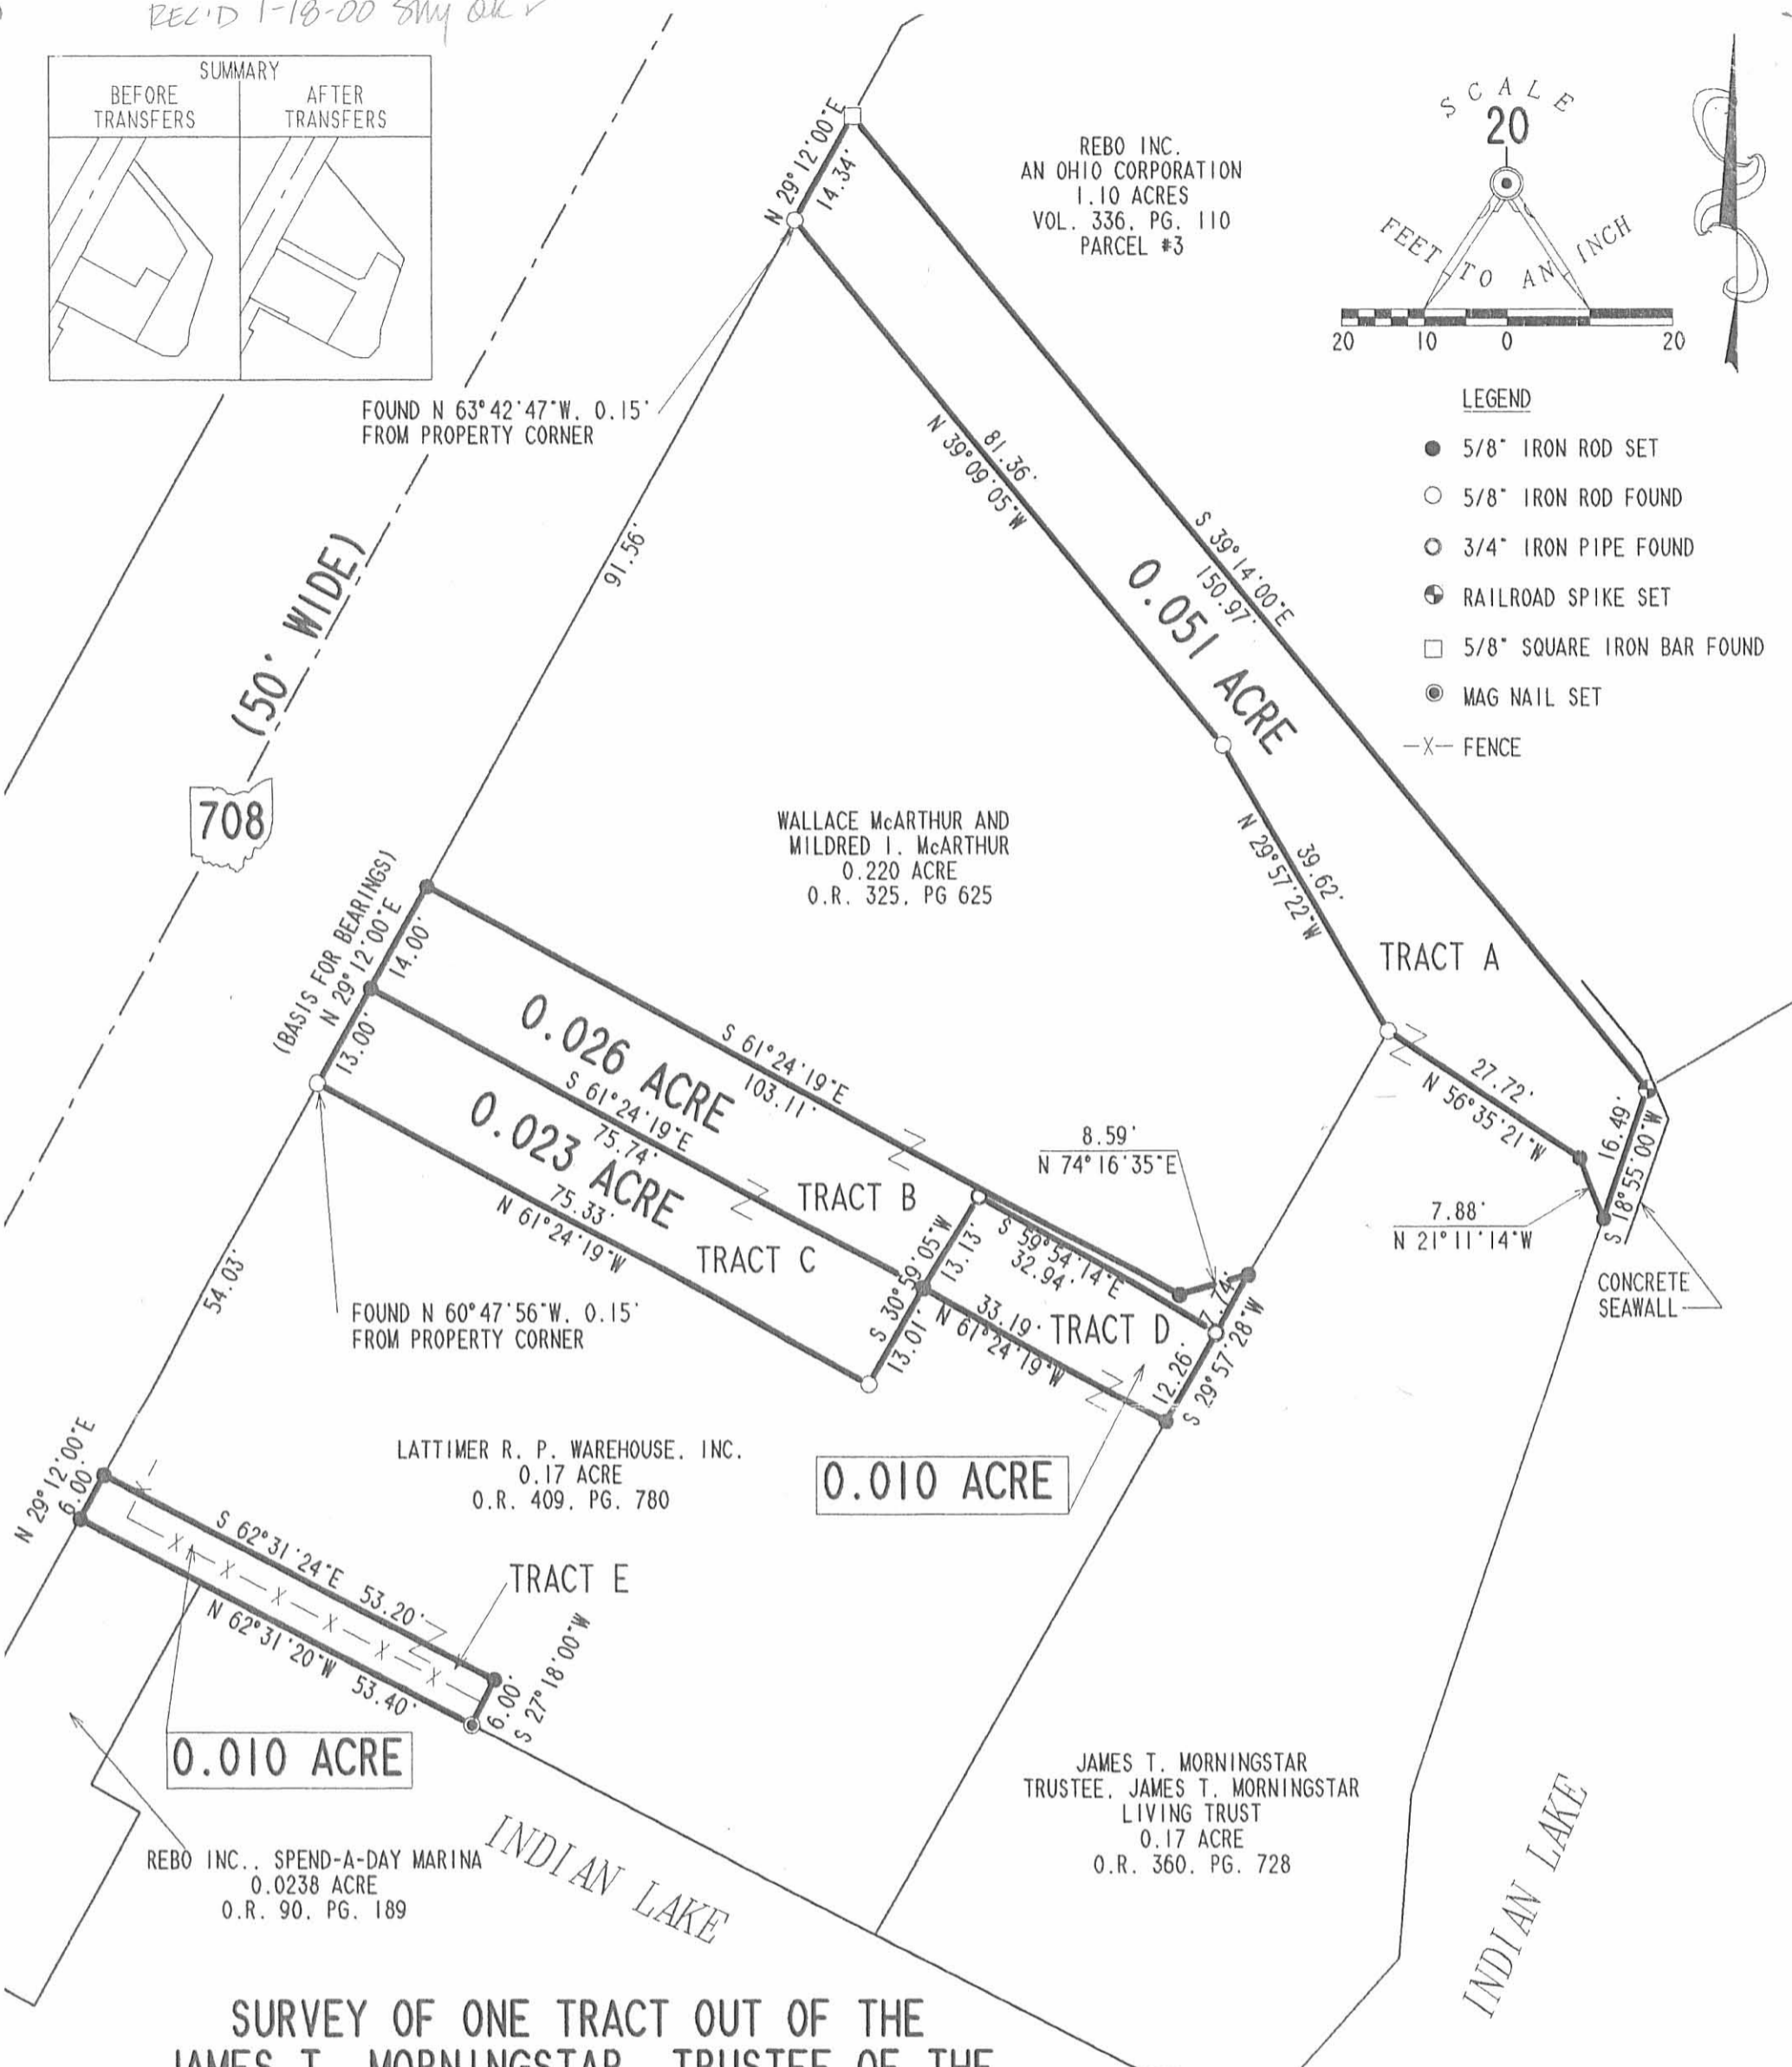 REC'D 1-18-00
SUMMARY
BEFORE
TRANSFERS
AFTER
TRANSFERS
SCALE
20
FEET TO AN INCH
20 10 0 20
REBO INC.
AN OHIO CORPORATION
1.10 ACRES
VOL. 336, PG. 110
PARCEL #3
N 29°12'00"E
14.34'
FOUND N 63°42'47"W, 0.15'
FROM PROPERTY CORNER
LEGEND
5/8" IRON ROD SET
5/8" IRON ROD FOUND
3/4" IRON PIPE FOUND
RAILROAD SPIKE SET
5/8" SQUARE IRON BAR FOUND
MAG NAIL SET
—X— FENCE
81.36'
N 39°09'05"W
S 39°14'00"E
150.97'
0.051 ACRE
91.56'
(50' WIDE)
708
WALLACE McARTHUR AND
MILDRED I. McARTHUR
0.220 ACRE
O.R. 325, PG 625
39.62'
N 29°57'22"W
TRACT A
(BASIS FOR BEARINGS)
N 29°12'00"E
14.00'
13.00'
0.026 ACRE
S 61°24'19"E
103.11'
S 61°24'19"E
75.74'
0.023 ACRE
75.33'
N 61°24'19"W
TRACT B
TRACT C
8.59'
N 74°16'35"E
27.72'
N 56°35'21"W
16.49'
S 18°55'00"W
7.88'
N 21°11'14"W
CONCRETE
SEAWALL
S 30°59'05"W
13.13'
13.01'
S 59°54'14"E
32.94'
33.19'
N 61°24'19"W
TRACT D
7.74'
12.26'
S 29°57'28"W
54.03'
FOUND N 60°47'56"W, 0.15'
FROM PROPERTY CORNER
LATTIMER R. P. WAREHOUSE, INC.
0.17 ACRE
O.R. 409, PG. 780
0.010 ACRE
N 29°12'00"E
6.00'
S 62°31'24"E 53.20'
X X X X X X
N 62°31'20"W 53.40'
TRACT E
6.00'
S 27°18'00"W
0.010 ACRE
REBO INC., SPEND-A-DAY MARINA
0.0238 ACRE
O.R. 90, PG. 189
INDIAN LAKE
JAMES T. MORNINGSTAR
TRUSTEE, JAMES T. MORNINGSTAR
LIVING TRUST
0.17 ACRE
O.R. 360, PG. 728
INDIAN LAKE
SURVEY OF ONE TRACT OUT OF THE
JAMES T. MORNINGSTAR, TRUSTEE OF THE